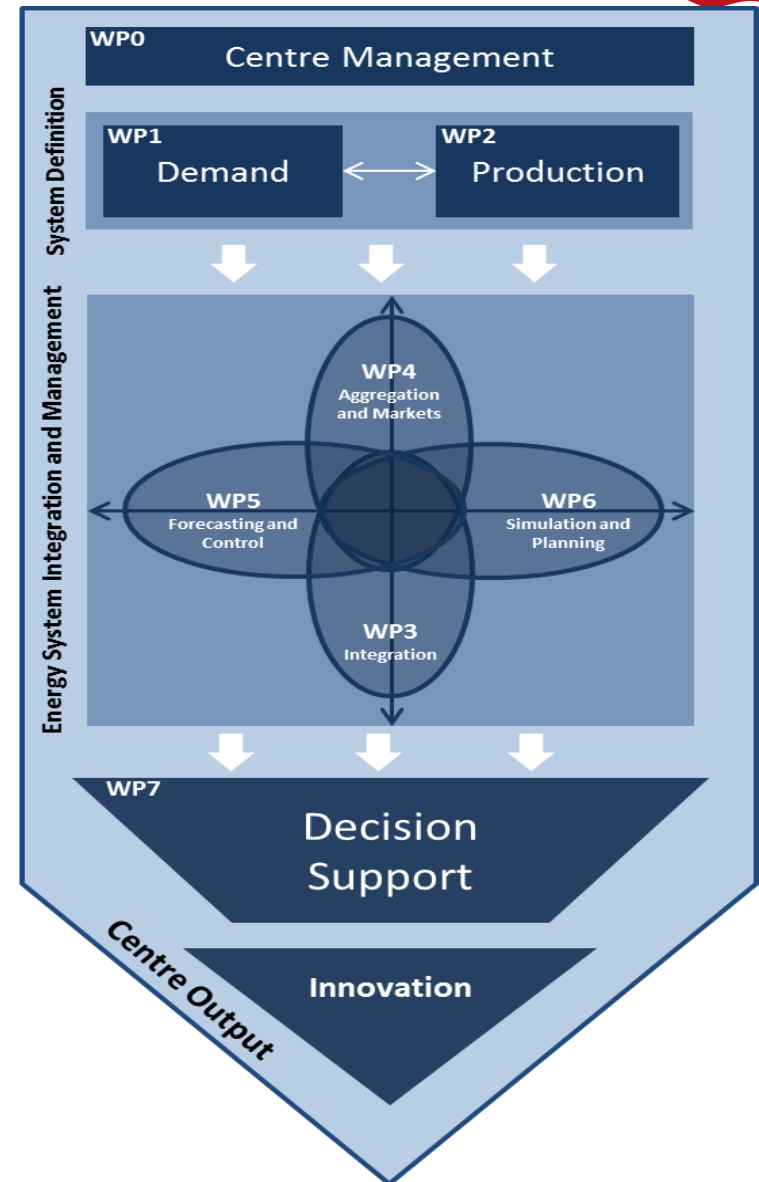 WP0
Centre Management
System Definition
WP1
Demand
WP2
Production
Energy System Integration and Management
WP4
Aggregation
and Markets
WP5
Forecasting and
Control
WP6
Simulation and
Planning
WP3
Integration
WP7
Decision
Support
Centre Output
Innovation